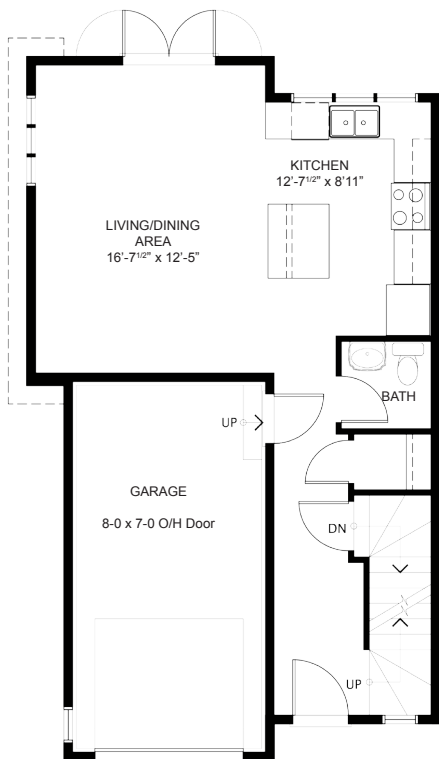 KITCHEN
12'-7 1/2" x 8'11"
LIVING/DINING
AREA
16'-7 1/2" x 12'-5"
BATH
UP
GARAGE
8-0 x 7-0 O/H Door
DN
UP